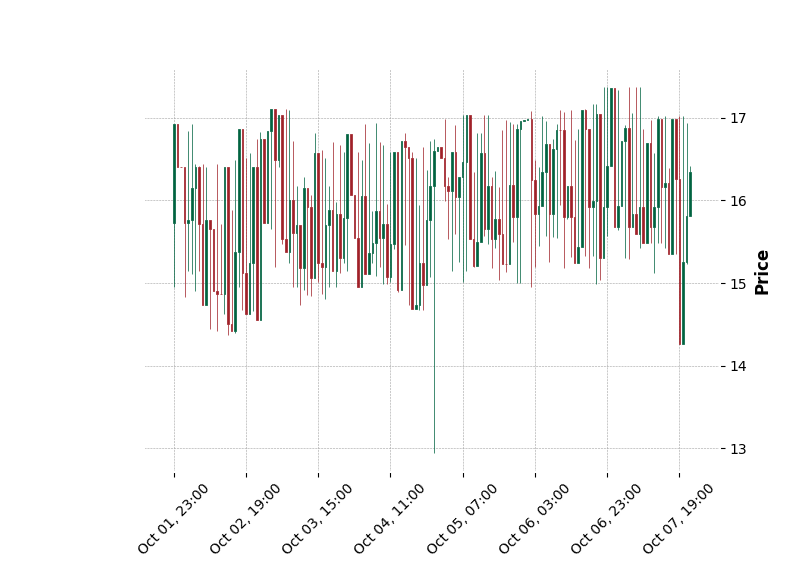 17
16
15
14
13
Price
Oct 01, 23:00
Oct 02, 19:00
Oct 03, 15:00
Oct 04, 11:00
Oct 05, 07:00
Oct 06, 03:00
Oct 06, 23:00
Oct 07, 19:00